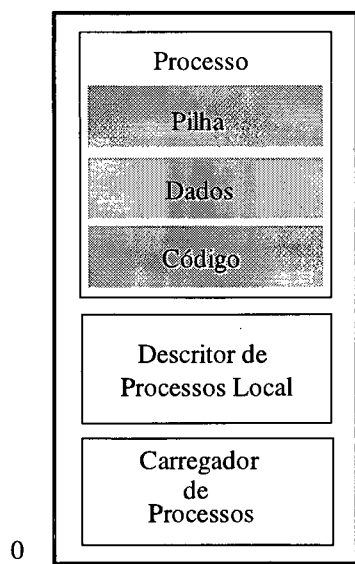 Processo
Pilha
Dados
Código
Descritor de
Processos Local
Carregador
de
Processos
0